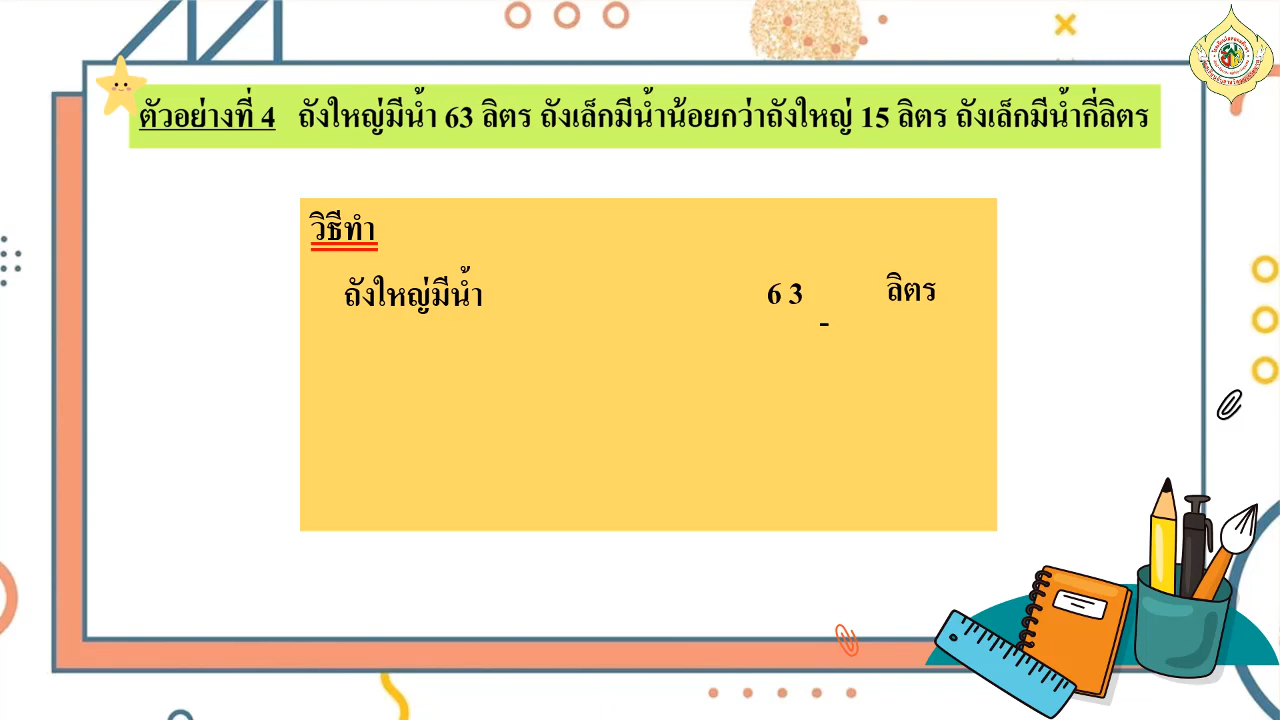 ตัวอย่างที่ 4 ถังใหญ่มีน้ำ 63 ลิตร ถังเล็กมีน้ำน้อยกว่าถังใหญ่ 15 ลิตร ถังเล็กมีน้ำกี่ลิตร
วิธีทำ
ถังใหญ่มีน้ำ 6 3 ลิตร
-